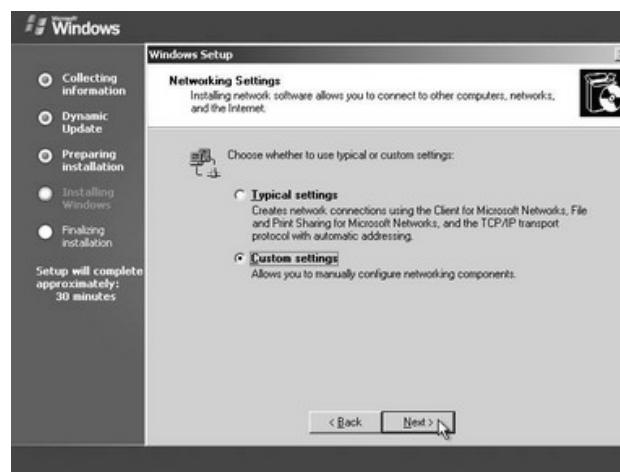 Microsoft
Windows
Collecting
information
Dynamic
Update
Preparing
installation
Installing
Windows
Finalizing
installation
Setup will complete
approximately:
30 minutes
Windows Setup
Networking Settings
Installing network software allows you to connect to other computers, networks,
and the Internet.
Choose whether to use typical or custom settings:
Typical settings
Creates network connections using the Client for Microsoft Networks, File
and Print Sharing for Microsoft Networks, and the TCP/IP transport
protocol with automatic addressing.
Custom settings
Allows you to manually configure networking components.
< Back
Next >